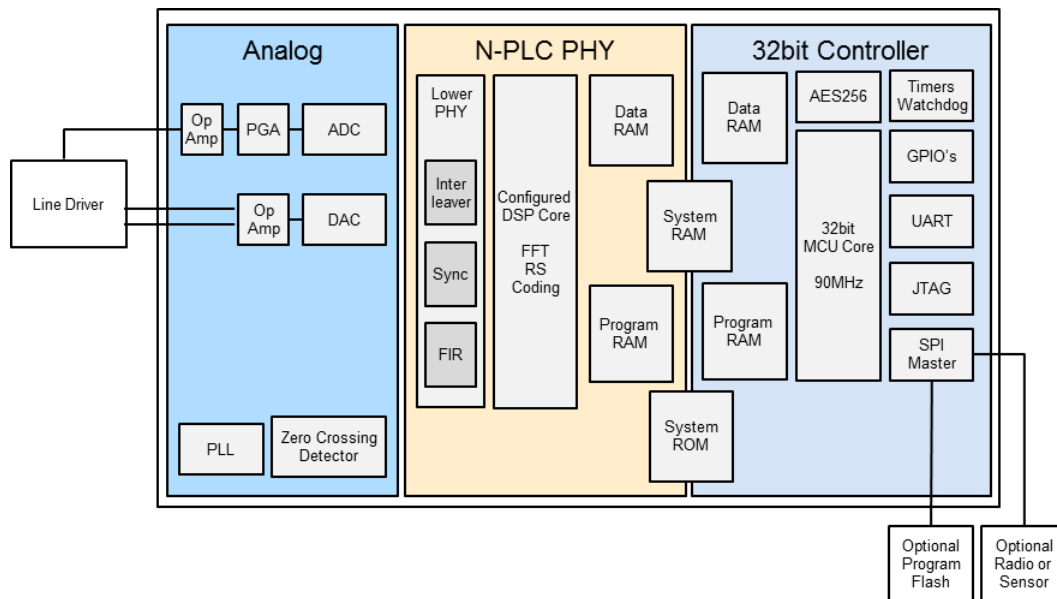 Analog
N-PLC PHY
32bit Controller
Op
Amp
PGA
ADC
Line Driver
Op
Amp
DAC
PLL
Zero Crossing
Detector
Lower
PHY
Inter
leaver
Sync
FIR
Configured
DSP Core
FFT
RS
Coding
Data
RAM
System
RAM
Program
RAM
System
ROM
Data
RAM
Program
RAM
AES256
32bit
MCU Core
90MHz
Timers
Watchdog
GPIO's
UART
JTAG
SPI
Master
Optional
Program
Flash
Optional
Radio or
Sensor